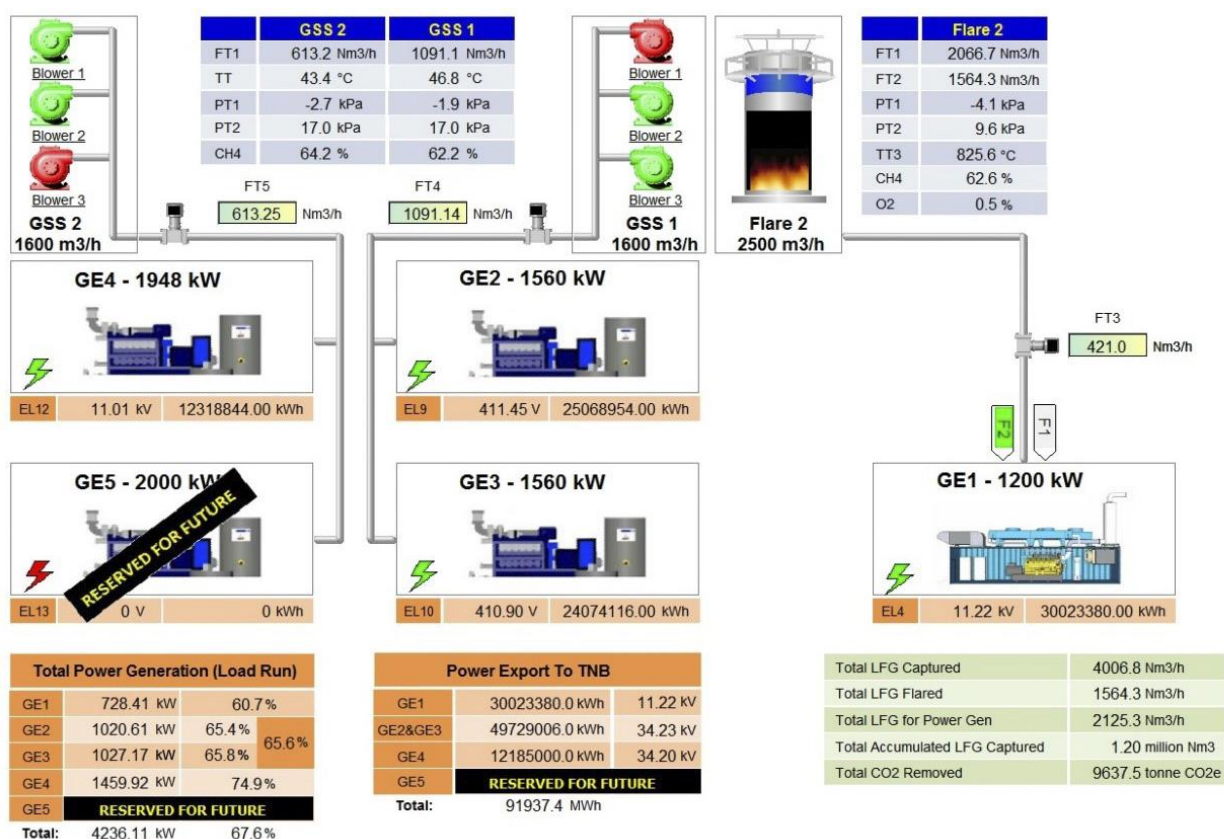 Blower 1
Blower 2
Blower 3
GSS 2
1600 m3/h
GSS 2 GSS 1
FT1 613.2 Nm3/h 1091.1 Nm3/h
TT 43.4 °C 46.8 °C
PT1 -2.7 kPa -1.9 kPa
PT2 17.0 kPa 17.0 kPa
CH4 64.2 % 62.2 %
FT5
613.25 Nm3/h
FT4
1091.14 Nm3/h
Blower 1
Blower 2
Blower 3
GSS 1
1600 m3/h
Flare 2
2500 m3/h
Flare 2
FT1 2066.7 Nm3/h
FT2 1564.3 Nm3/h
PT1 -4.1 kPa
PT2 9.6 kPa
TT3 825.6 °C
CH4 62.6 %
O2 0.5 %
FT3
421.0 Nm3/h
F2 F1
GE4 - 1948 kW
EL12 11.01 kV 12318844.00 kWh
GE2 - 1560 kW
EL9 411.45 V 25068954.00 kWh
GE5 - 2000 kW
RESERVED FOR FUTURE
EL13 0 V 0 kWh
GE3 - 1560 kW
EL10 410.90 V 24074116.00 kWh
GE1 - 1200 kW
EL4 11.22 kV 30023380.00 kWh
Total Power Generation (Load Run)
GE1 728.41 kW 60.7 %
GE2 1020.61 kW 65.4 %
65.6 %
GE3 1027.17 kW 65.8 %
GE4 1459.92 kW 74.9 %
GE5 RESERVED FOR FUTURE
Total: 4236.11 kW 67.6 %
Power Export To TNB
GE1 30023380.0 kWh 11.22 kV
GE2&GE3 49729006.0 kWh 34.23 kV
GE4 12185000.0 kWh 34.20 kV
GE5 RESERVED FOR FUTURE
Total: 91937.4 MWh
Total LFG Captured 4006.8 Nm3/h
Total LFG Flared 1564.3 Nm3/h
Total LFG for Power Gen 2125.3 Nm3/h
Total Accumulated LFG Captured 1.20 million Nm3
Total CO2 Removed 9637.5 tonne CO2e